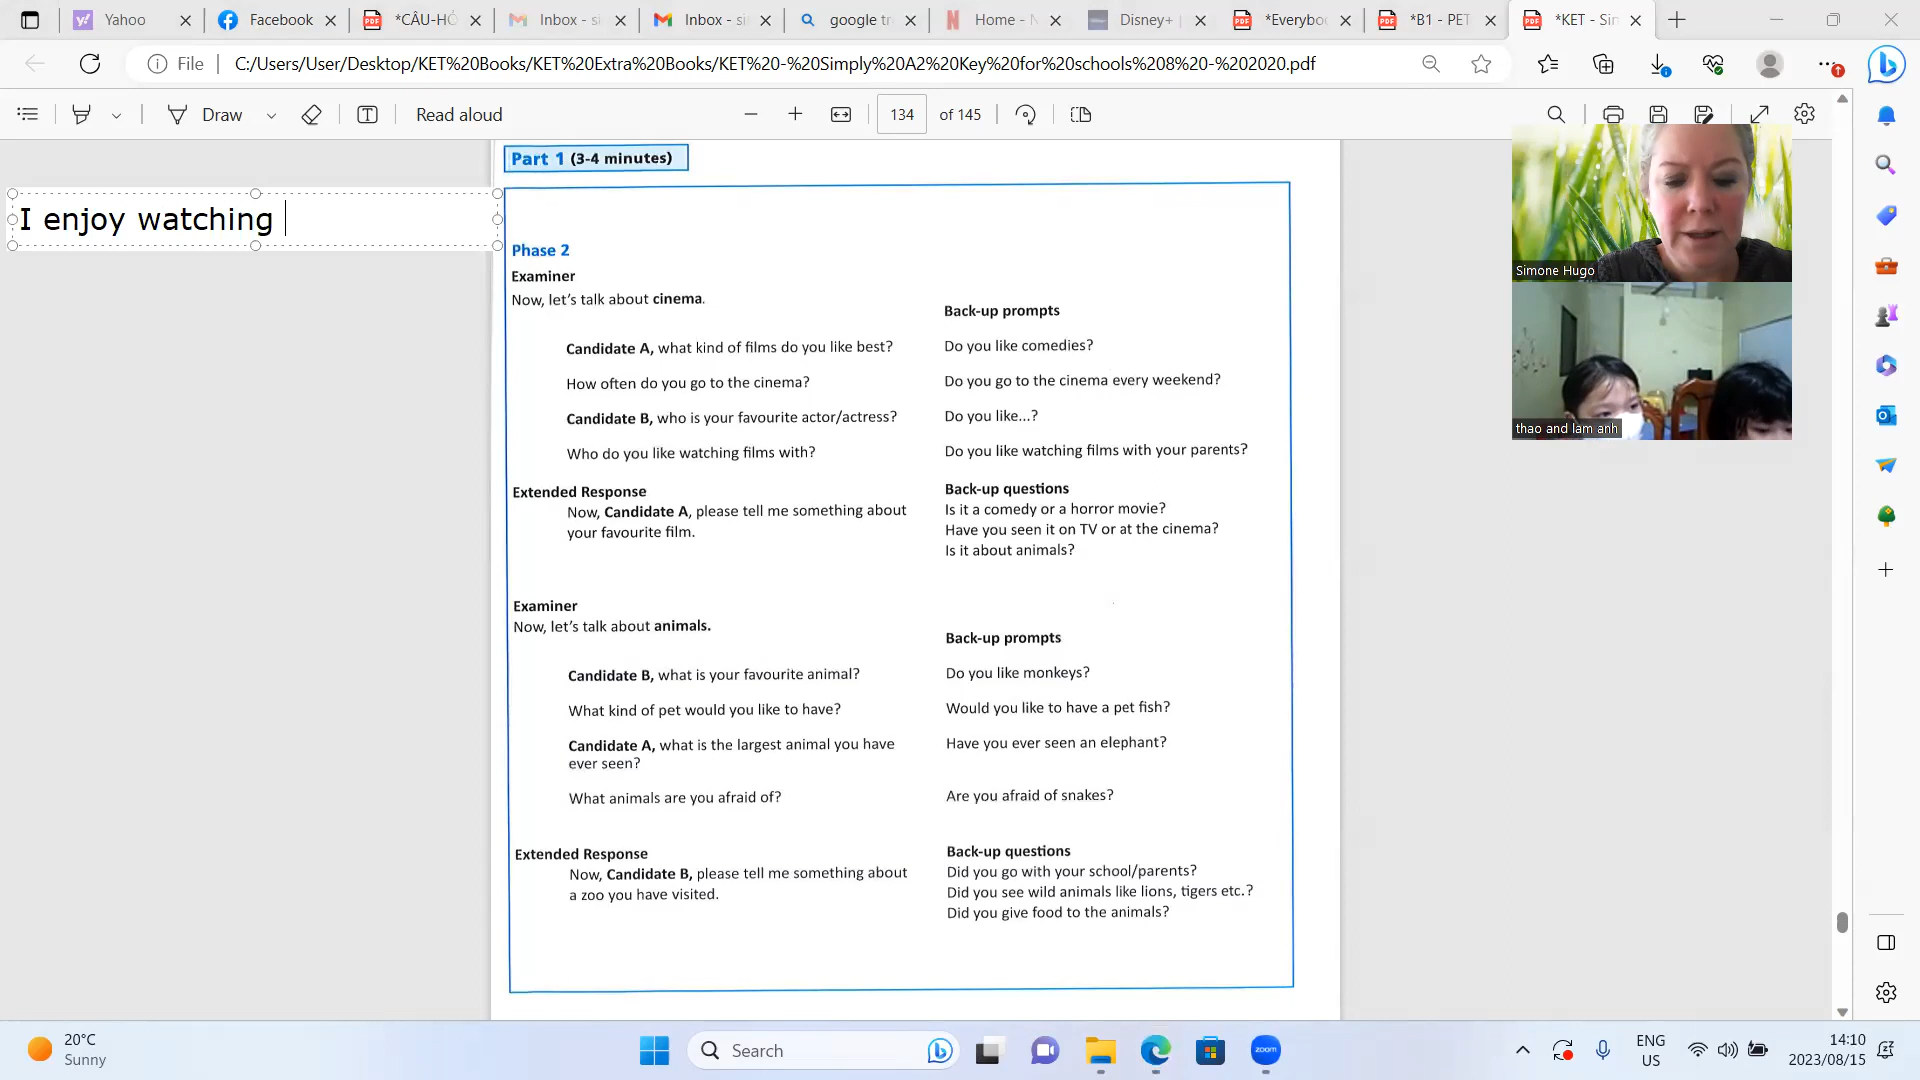 Yahoo
Facebook
*CÂU-HỎ
Inbox - si
Inbox - si
google tr
Home - N
Disney+ |
*Everybo
*B1 - PET
*KET - Sim
File
C:/Users/User/Desktop/KET%20Books/KET%20Extra%20Books/KET%20-%20Simply%20A2%20Key%20for%20schools%208%20-%202020.pdf
Draw
Read aloud
134 of 145
Part 1 (3-4 minutes)
I enjoy watching
Phase 2
Examiner
Now, let's talk about cinema.
Back-up prompts
Candidate A, what kind of films do you like best?
Do you like comedies?
How often do you go to the cinema?
Do you go to the cinema every weekend?
Candidate B, who is your favourite actor/actress?
Do you like...?
Who do you like watching films with?
Do you like watching films with your parents?
Extended Response
Now, Candidate A, please tell me something about
your favourite film.
Back-up questions
Is it a comedy or a horror movie?
Have you seen it on TV or at the cinema?
Is it about animals?
Examiner
Now, let's talk about animals.
Back-up prompts
Candidate B, what is your favourite animal?
Do you like monkeys?
What kind of pet would you like to have?
Would you like to have a pet fish?
Candidate A, what is the largest animal you have
ever seen?
Have you ever seen an elephant?
What animals are you afraid of?
Are you afraid of snakes?
Extended Response
Now, Candidate B, please tell me something about
a zoo you have visited.
Back-up questions
Did you go with your school/parents?
Did you see wild animals like lions, tigers etc.?
Did you give food to the animals?
Simone Hugo
thao and lam anh
20°C
Sunny
Search
zoom
ENG
US
14:10
2023/08/15